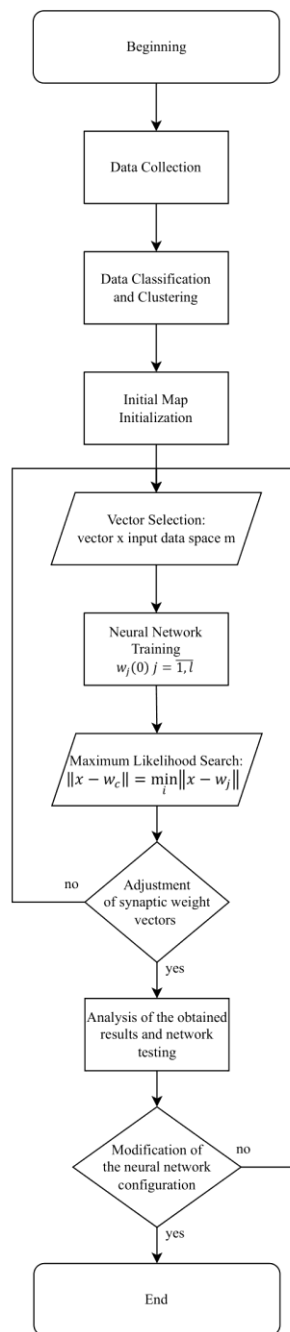 Beginning
Data Collection
Data Classification
and Clustering
Initial Map
Initialization
Vector Selection:
vector x input data space m
Neural Network
Training
𝑤ⱼ(0) 𝑗 = 1, 𝑙
Maximum Likelihood Search:
‖𝑥 − 𝑤𝑐‖ = min ‖𝑥 − 𝑤ⱼ‖
𝑖
no
Adjustment
of synaptic weight
vectors
yes
Analysis of the obtained
results and network
testing
Modification of
the neural network
configuration
no
yes
End